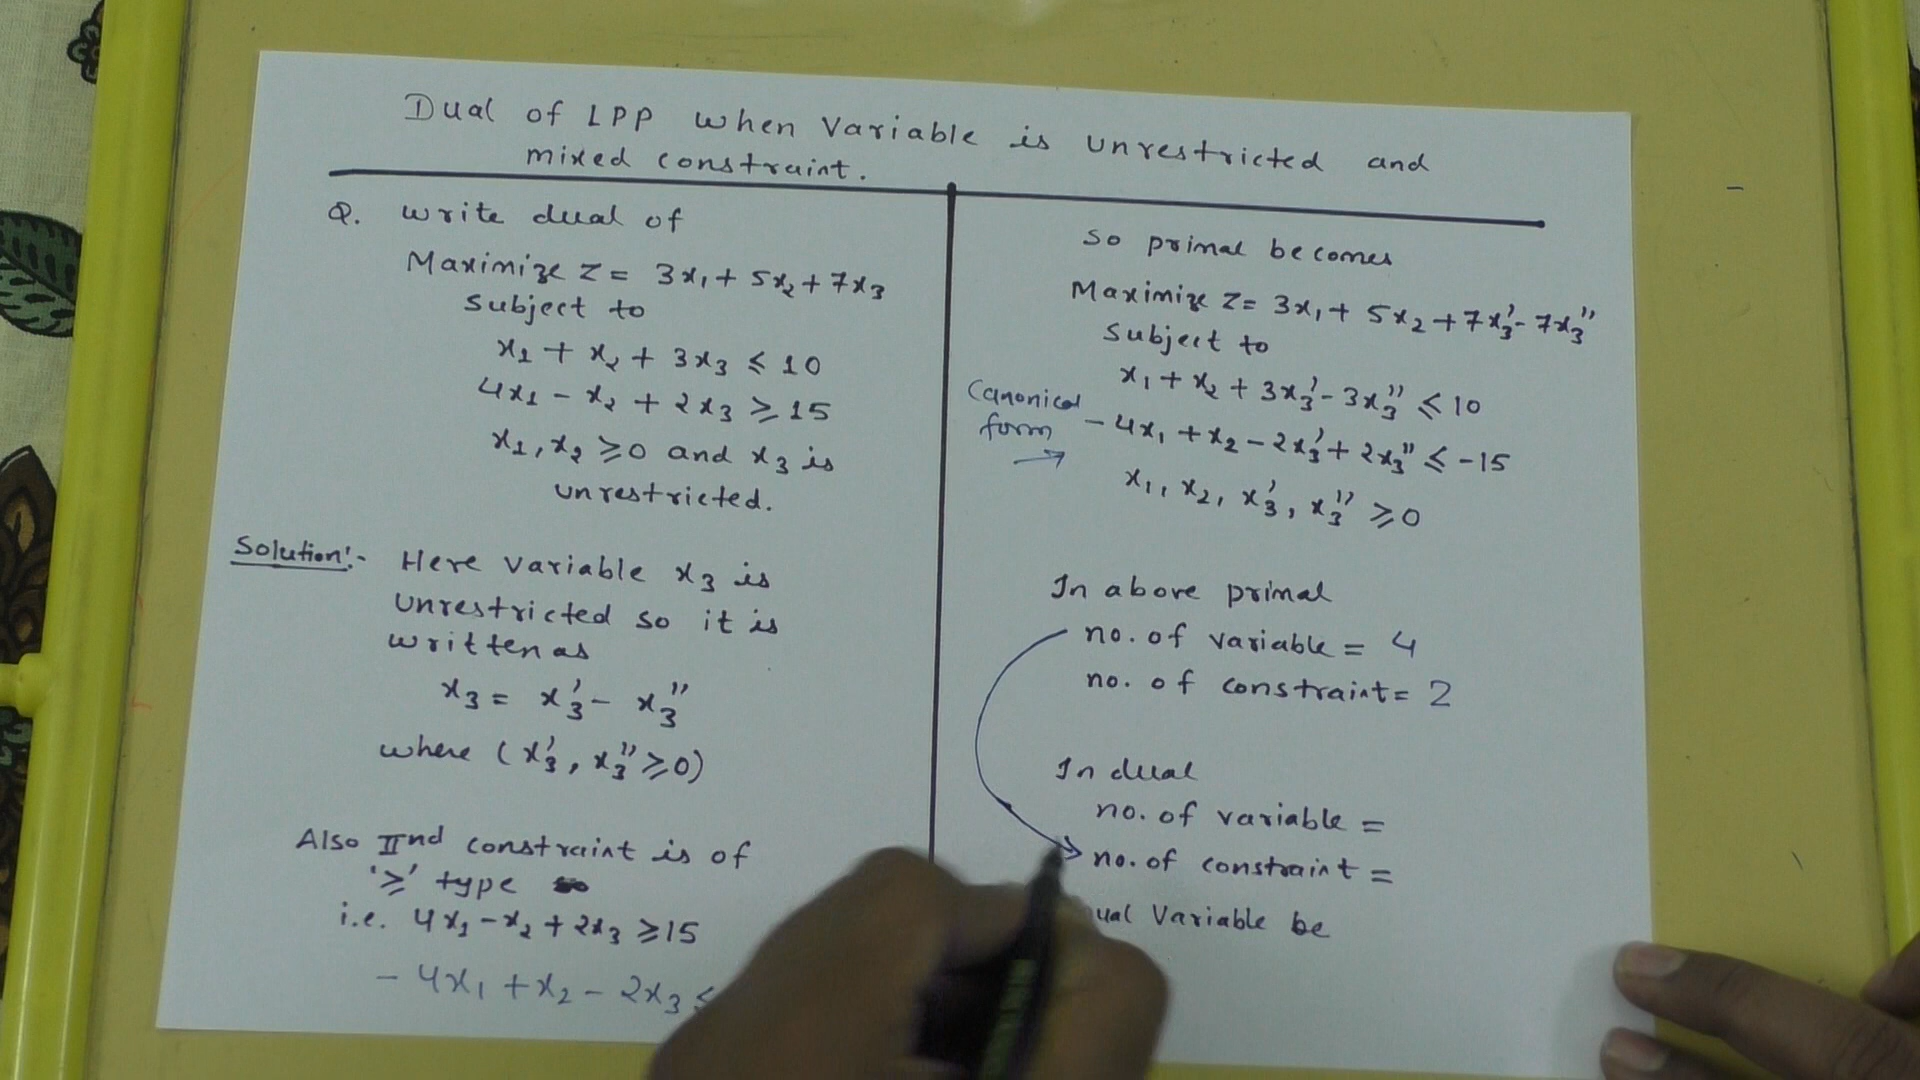 Dual of LPP when Variable is unrestricted and
mixed constraint.
Q. write dual of
Maximize Z = 3x₁ + 5x₂ + 7x₃
subject to
x₁ + x₂ + 3x₃ ≤ 10
4x₁ - x₂ + 2x₃ ≥ 15
x₁, x₂ ≥ 0 and x₃ is
unrestricted.
Solution:- Here variable x₃ is
unrestricted so it is
written as
x₃ = x₃' - x₃''
where (x₃', x₃'' ≥ 0)
Also IInd constraint is of
'≥' type
i.e. 4x₁ - x₂ + 2x₃ ≥ 15
- 4x₁ + x₂ - 2x₃ ≤
so primal becomes
Maximize Z = 3x₁ + 5x₂ + 7x₃' - 7x₃''
subject to
x₁ + x₂ + 3x₃' - 3x₃'' ≤ 10
Canonical
form
- 4x₁ + x₂ - 2x₃' + 2x₃'' ≤ -15
x₁, x₂, x₃', x₃'' ≥ 0
In above primal
no. of variable = 4
no. of constraint = 2
In dual
no. of variable =
no. of constraint =
ual Variable be